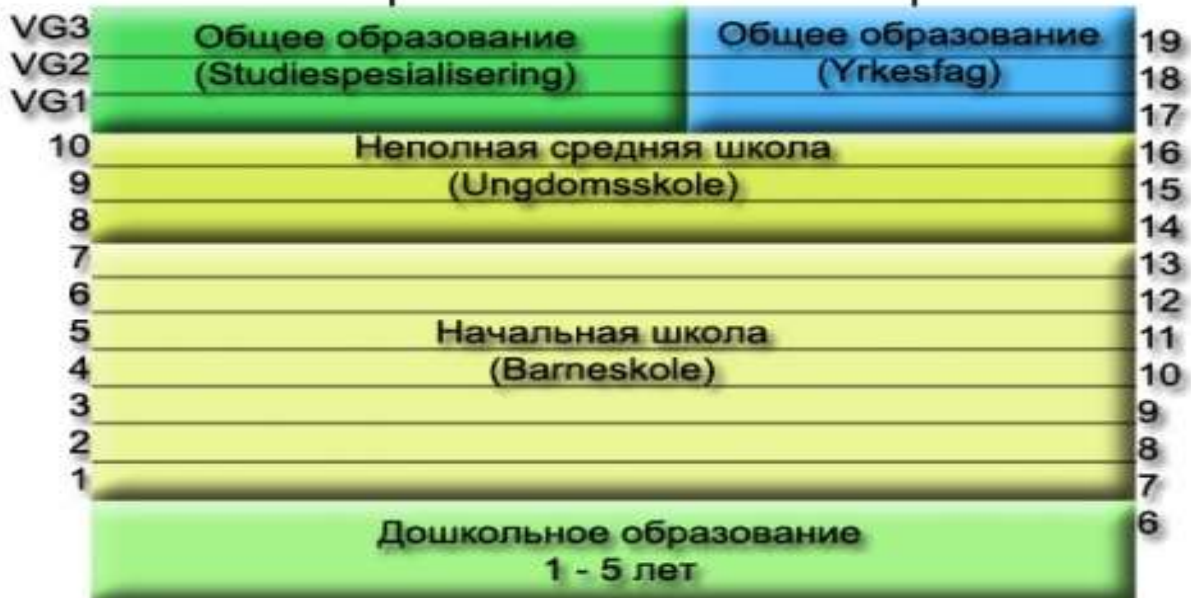 VG3
VG2
VG1
Общее образование
(Studiespesialisering)
Общее образование
(Yrkesfag)
19
18
17
10
9
8
Неполная средняя школа
(Ungdomsskole)
16
15
14
7
6
5
4
3
2
1
Начальная школа
(Barneskole)
13
12
11
10
9
8
7
Дошкольное образование
1 - 5 лет
6